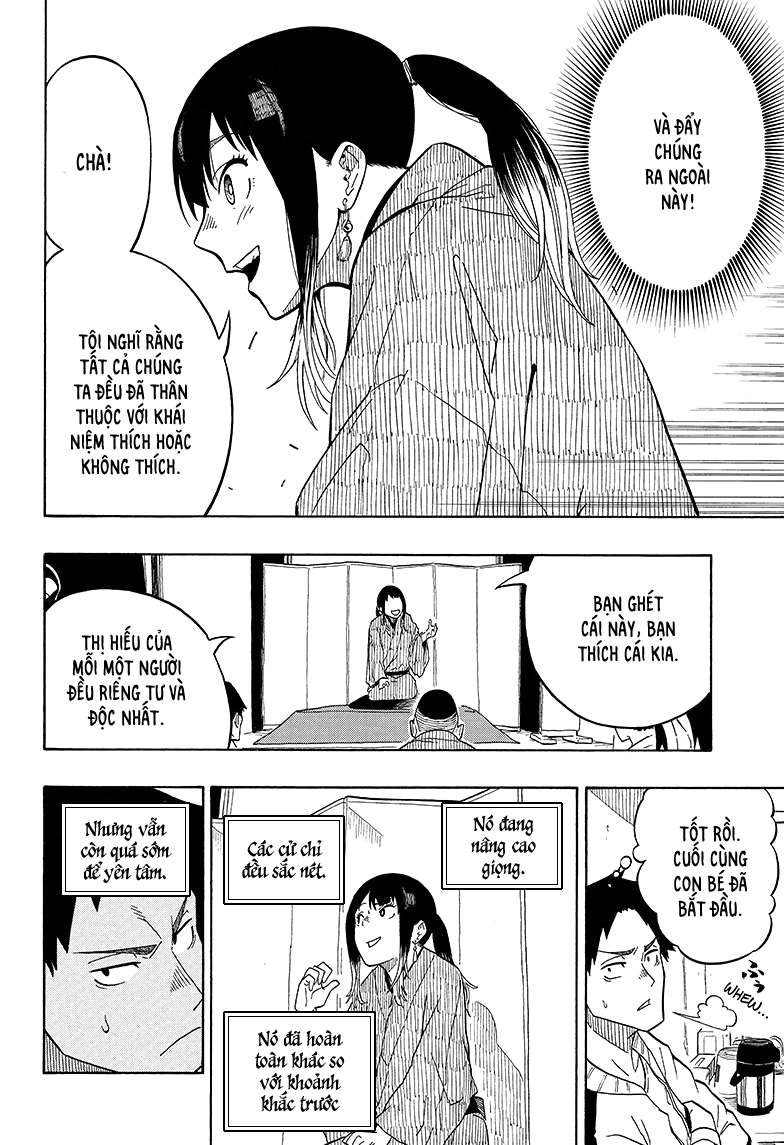 VÀ ĐẨY
CHÚNG
RA NGOÀI
NÀY!
CHÀ!
TÔI NGHĨ RẰNG
TẤT CẢ CHÚNG
TA ĐỀU ĐÃ THÂN
THUỘC VỚI KHÁI
NIỆM THÍCH HOẶC
KHÔNG THÍCH.
BẠN GHÉT
CÁI NÀY, BẠN
THÍCH CÁI KIA.
THỊ HIẾU CỦA
MỖI MỘT NGƯỜI
ĐỀU RIÊNG TƯ VÀ
ĐỘC NHẤT.
TỐT RỒI.
CUỐI CÙNG
CON BÉ ĐÃ
BẮT ĐẦU.
ふぅ
WHEW...
Nó đang
nâng cao
giọng.
Các cử chỉ
đều sắc nét.
Nó đã hoàn
toàn khác so
với khoảnh
khắc trước
Nhưng vẫn
còn quá sớm
để yên tâm.